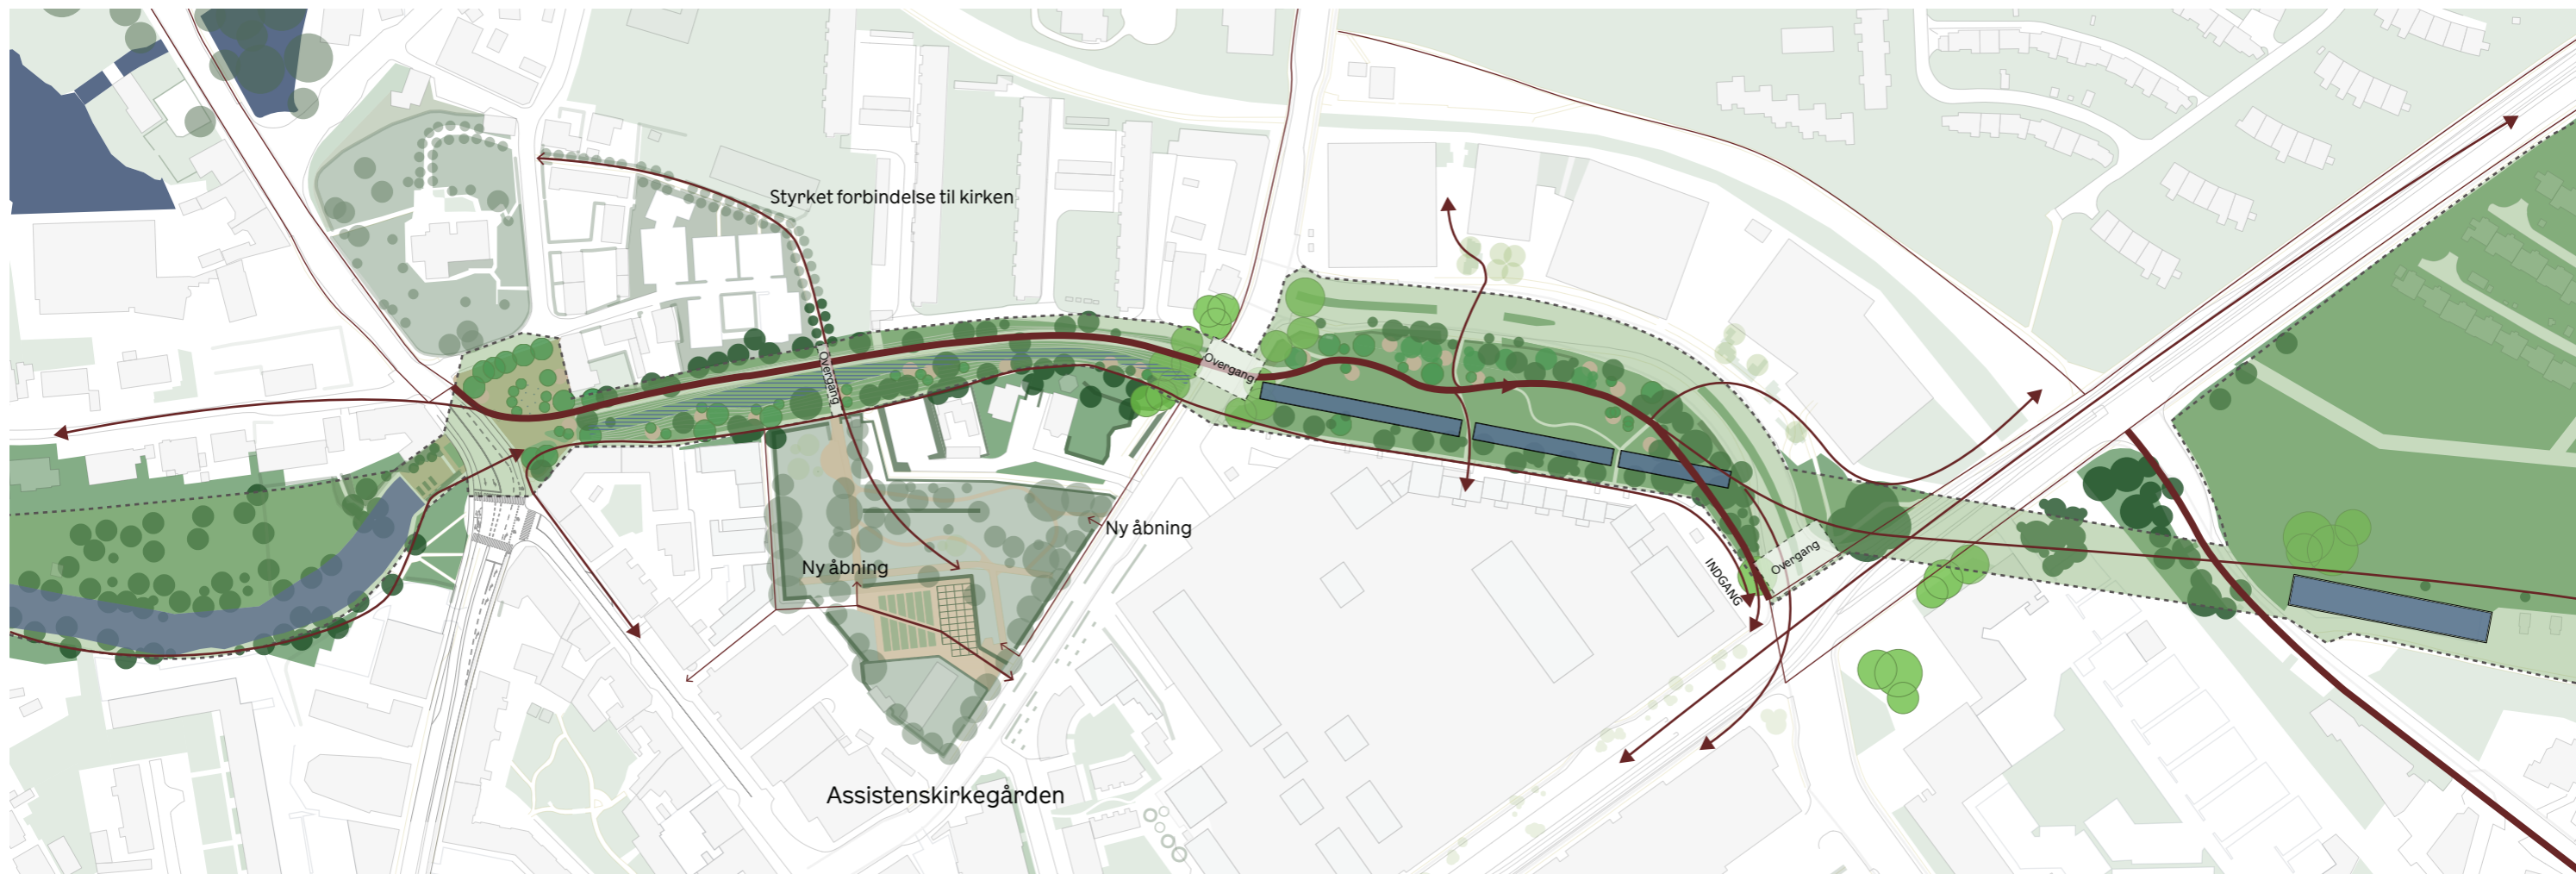 Styrket forbindelse til kirken
Overgang
Overgang
Ny åbning
Ny åbning
Overgang
INDGANG
Assistenskirkegården